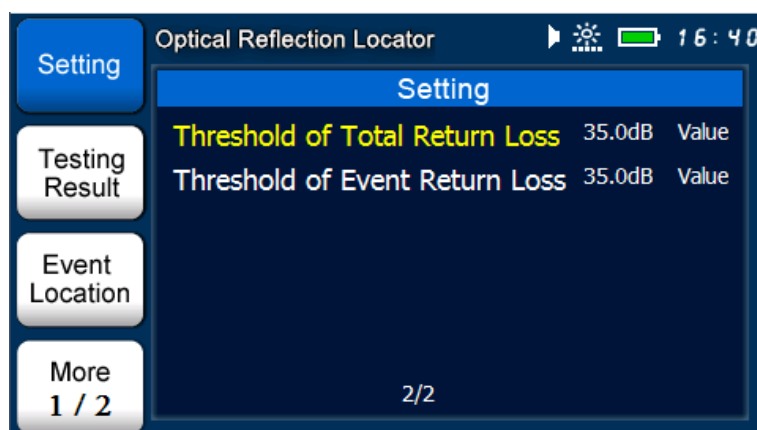 Setting
Optical Reflection Locator
16:40
Setting
Threshold of Total Return Loss 35.0dB Value
Threshold of Event Return Loss 35.0dB Value
Testing
Result
Event
Location
More
1 / 2
2/2